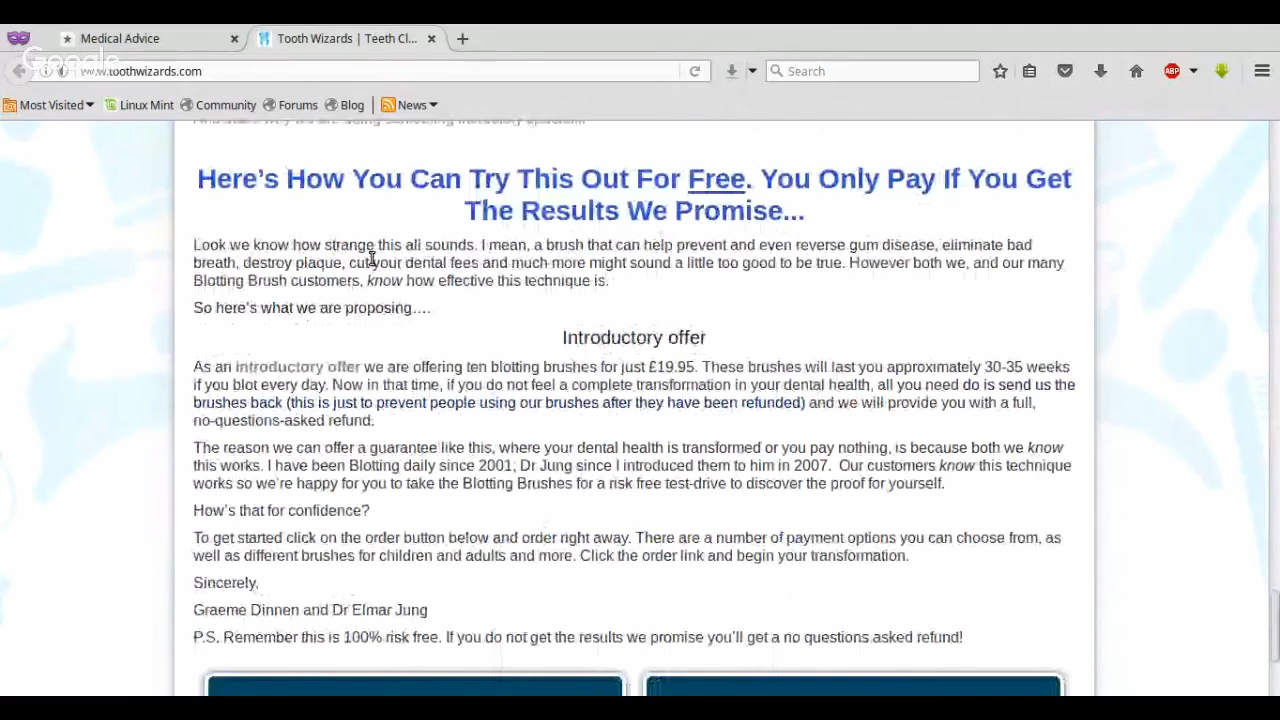 Medical Advice
Tooth Wizards | Teeth Cl...
Google
www.toothwizards.com
Search
ABP
Most Visited
Linux Mint
Community
Forums
Blog
News
Here's How You Can Try This Out For Free. You Only Pay If You Get
The Results We Promise...
Look we know how strange this all sounds. I mean, a brush that can help prevent and even reverse gum disease, eliminate bad
breath, destroy plaque, cut your dental fees and much more might sound a little too good to be true. However both we, and our many
Blotting Brush customers, know how effective this technique is.
So here's what we are proposing….
Introductory offer
As an introductory offer we are offering ten blotting brushes for just £19.95. These brushes will last you approximately 30-35 weeks
if you blot every day. Now in that time, if you do not feel a complete transformation in your dental health, all you need do is send us the
brushes back (this is just to prevent people using our brushes after they have been refunded) and we will provide you with a full,
no-questions-asked refund.
The reason we can offer a guarantee like this, where your dental health is transformed or you pay nothing, is because both we know
this works. I have been Blotting daily since 2001, Dr Jung since I introduced them to him in 2007. Our customers know this technique
works so we're happy for you to take the Blotting Brushes for a risk free test-drive to discover the proof for yourself.
How's that for confidence?
To get started click on the order button below and order right away. There are a number of payment options you can choose from, as
well as different brushes for children and adults and more. Click the order link and begin your transformation.
Sincerely,
Graeme Dinnen and Dr Elmar Jung
P.S. Remember this is 100% risk free. If you do not get the results we promise you'll get a no questions asked refund!